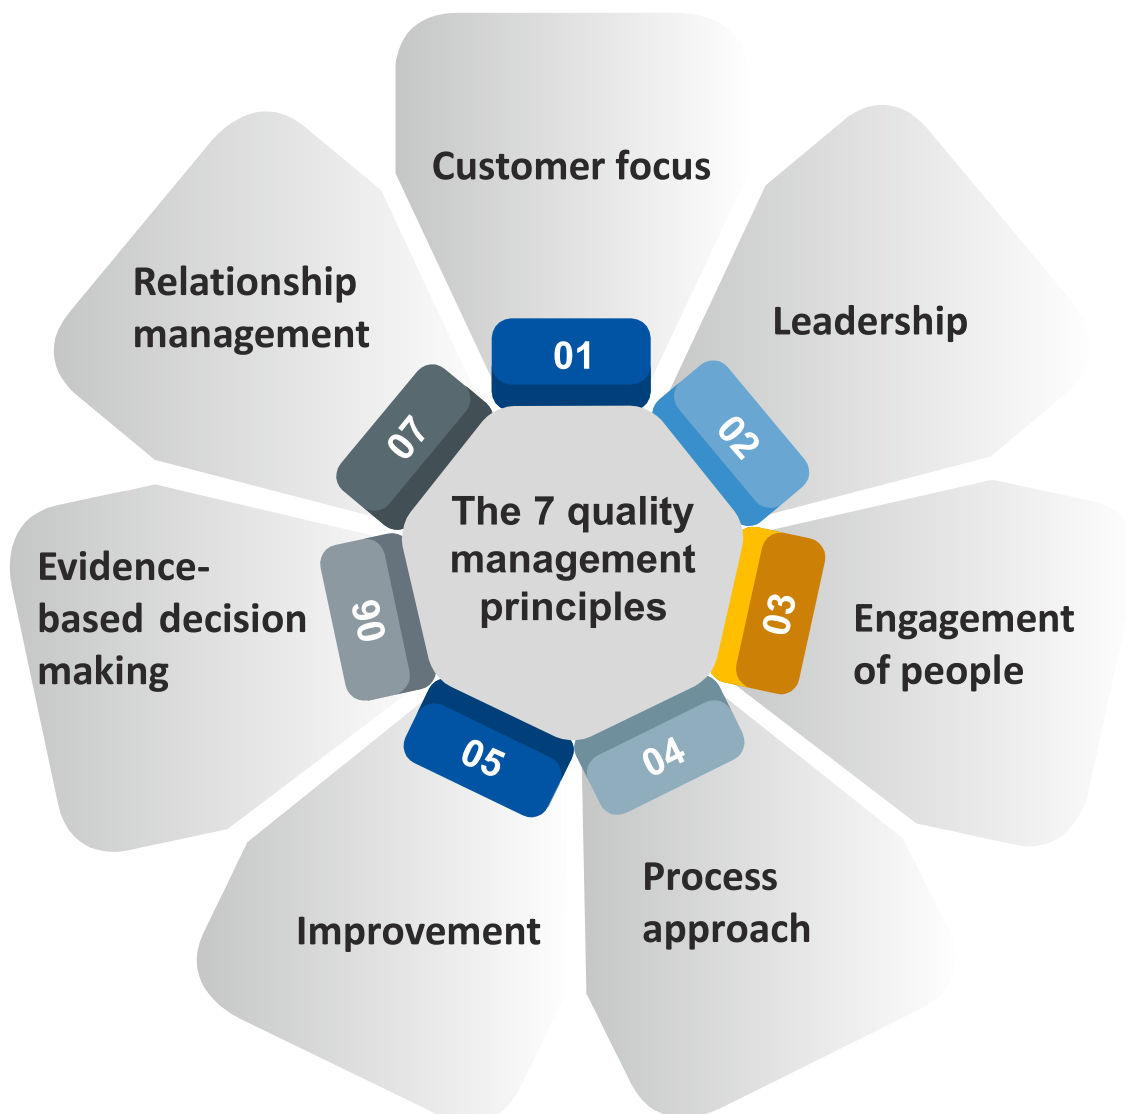 Customer focus
01
Leadership
02
Engagement
of people
03
Process
approach
04
Improvement
05
Evidence-
based decision
making
06
Relationship
management
07
The 7 quality
management
principles